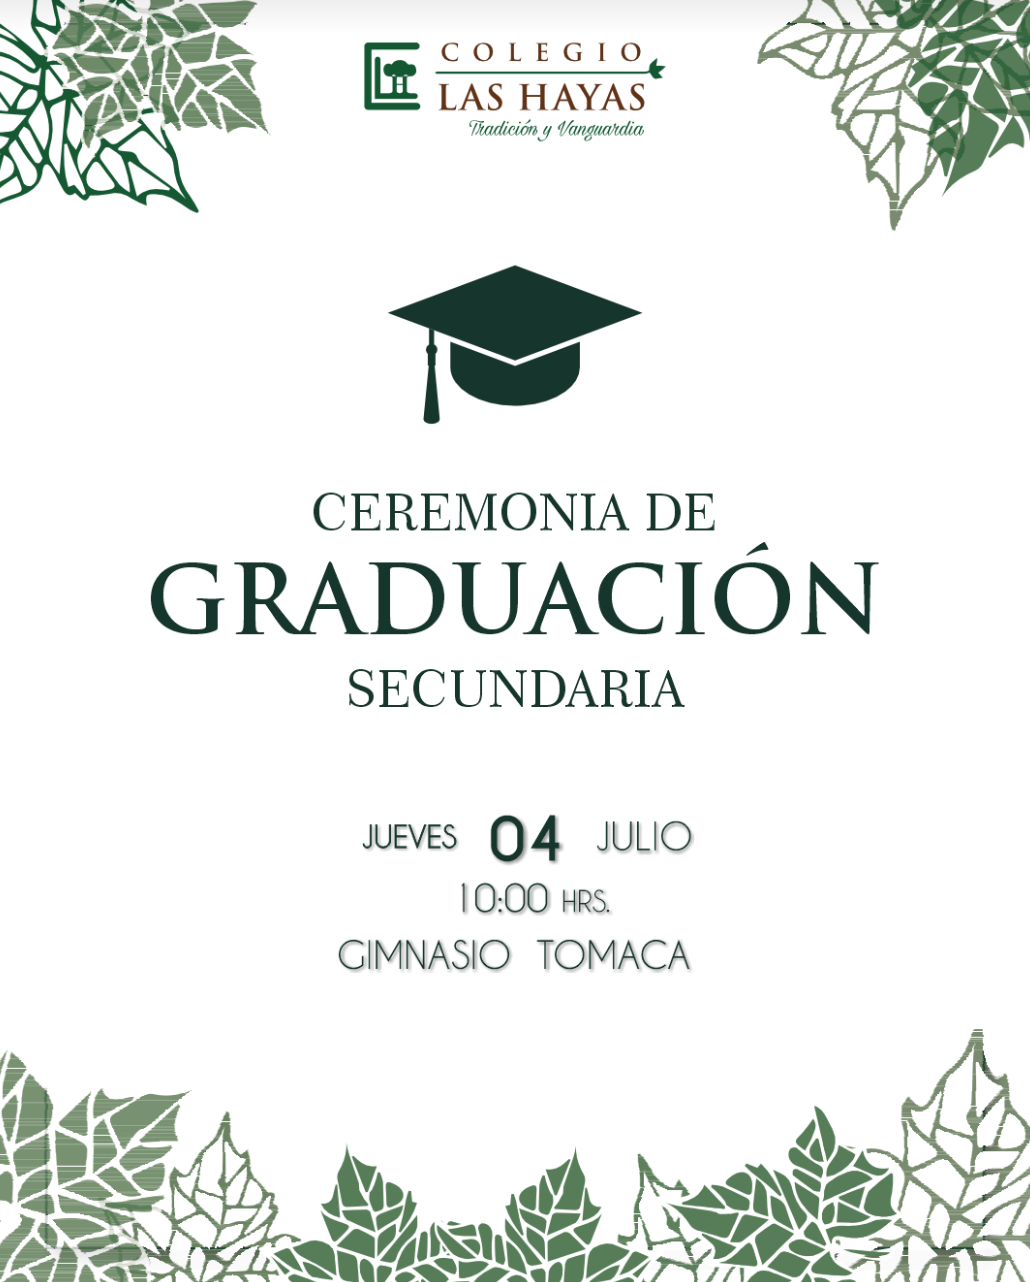 COLEGIO
LAS HAYAS
Tradición y Vanguardia
CEREMONIA DE
GRADUACIÓN
SECUNDARIA
JUEVES 04 JULIO
10:00 HRS.
GIMNASIO TOMACA